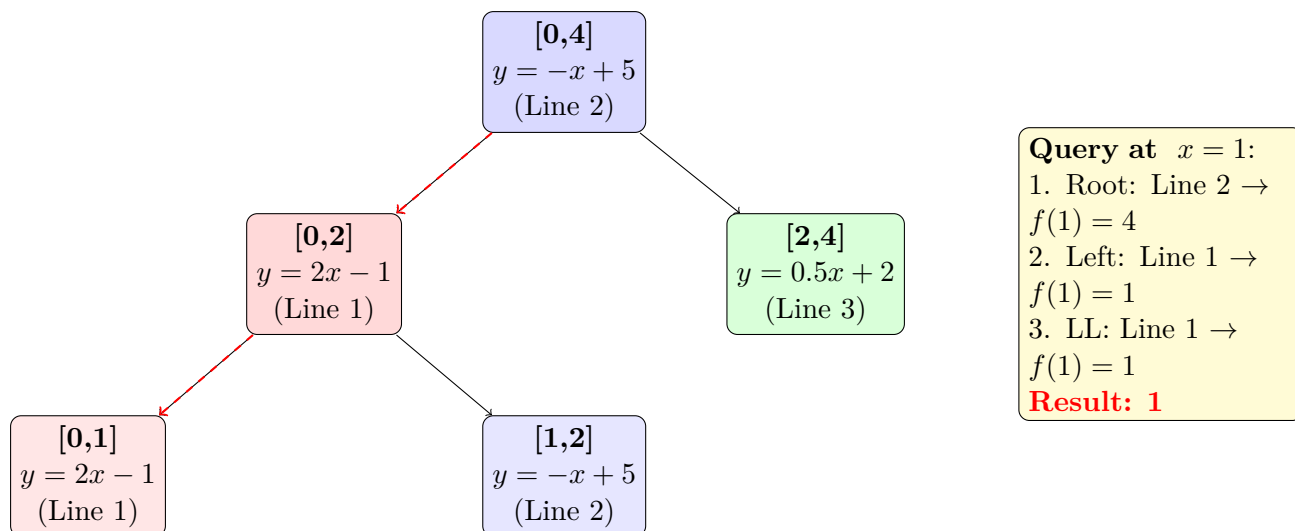 [0,4]
y = −x + 5
(Line 2)
[0,2]
y = 2x − 1
(Line 1)
[2,4]
y = 0.5x + 2
(Line 3)
[0,1]
y = 2x − 1
(Line 1)
[1,2]
y = −x + 5
(Line 2)
Query at x = 1:
1. Root: Line 2 →
f(1) = 4
2. Left: Line 1 →
f(1) = 1
3. LL: Line 1 →
f(1) = 1
Result: 1